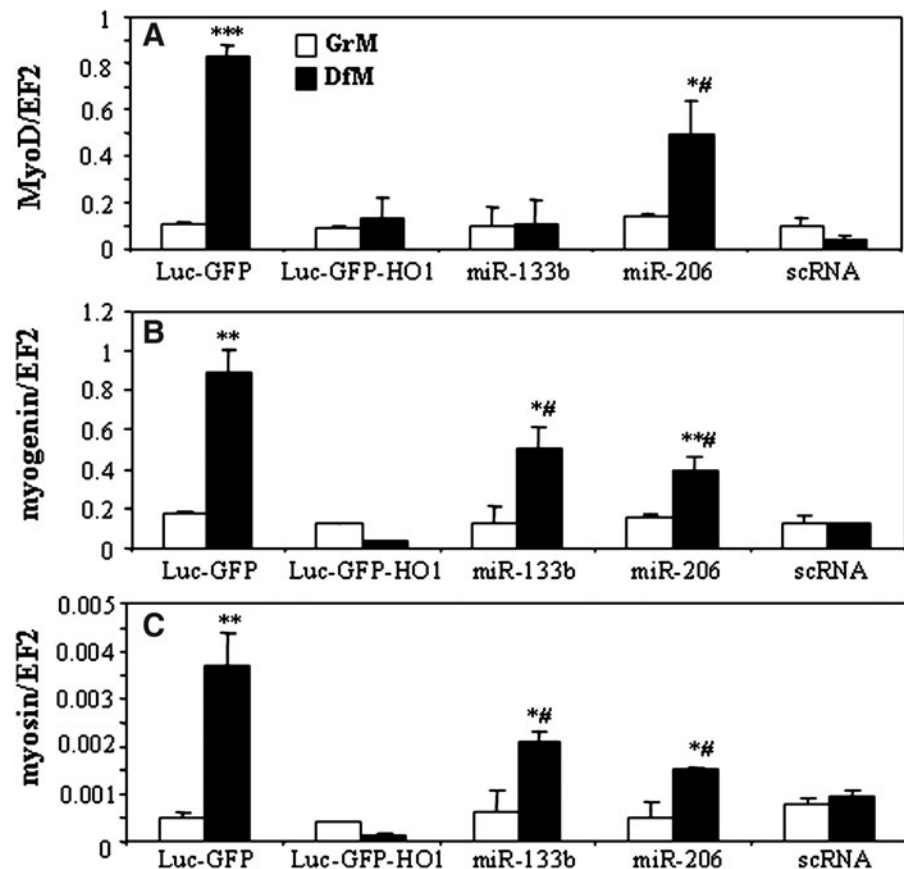 A
GrM
DfM
MyoD/EF2
1
0.8
0.6
0.4
0.2
0
***
*#
Luc-GFP Luc-GFP-HO1 miR-133b miR-206 scRNA
B
myogenin/EF2
1.2
1
0.8
0.6
0.4
0.2
0
**
*#
**#
Luc-GFP Luc-GFP-HO1 miR-133b miR-206 scRNA
C
myosin/EF2
0.005
0.004
0.003
0.002
0.001
0
**
*#
*#
Luc-GFP Luc-GFP-HO1 miR-133b miR-206 scRNA